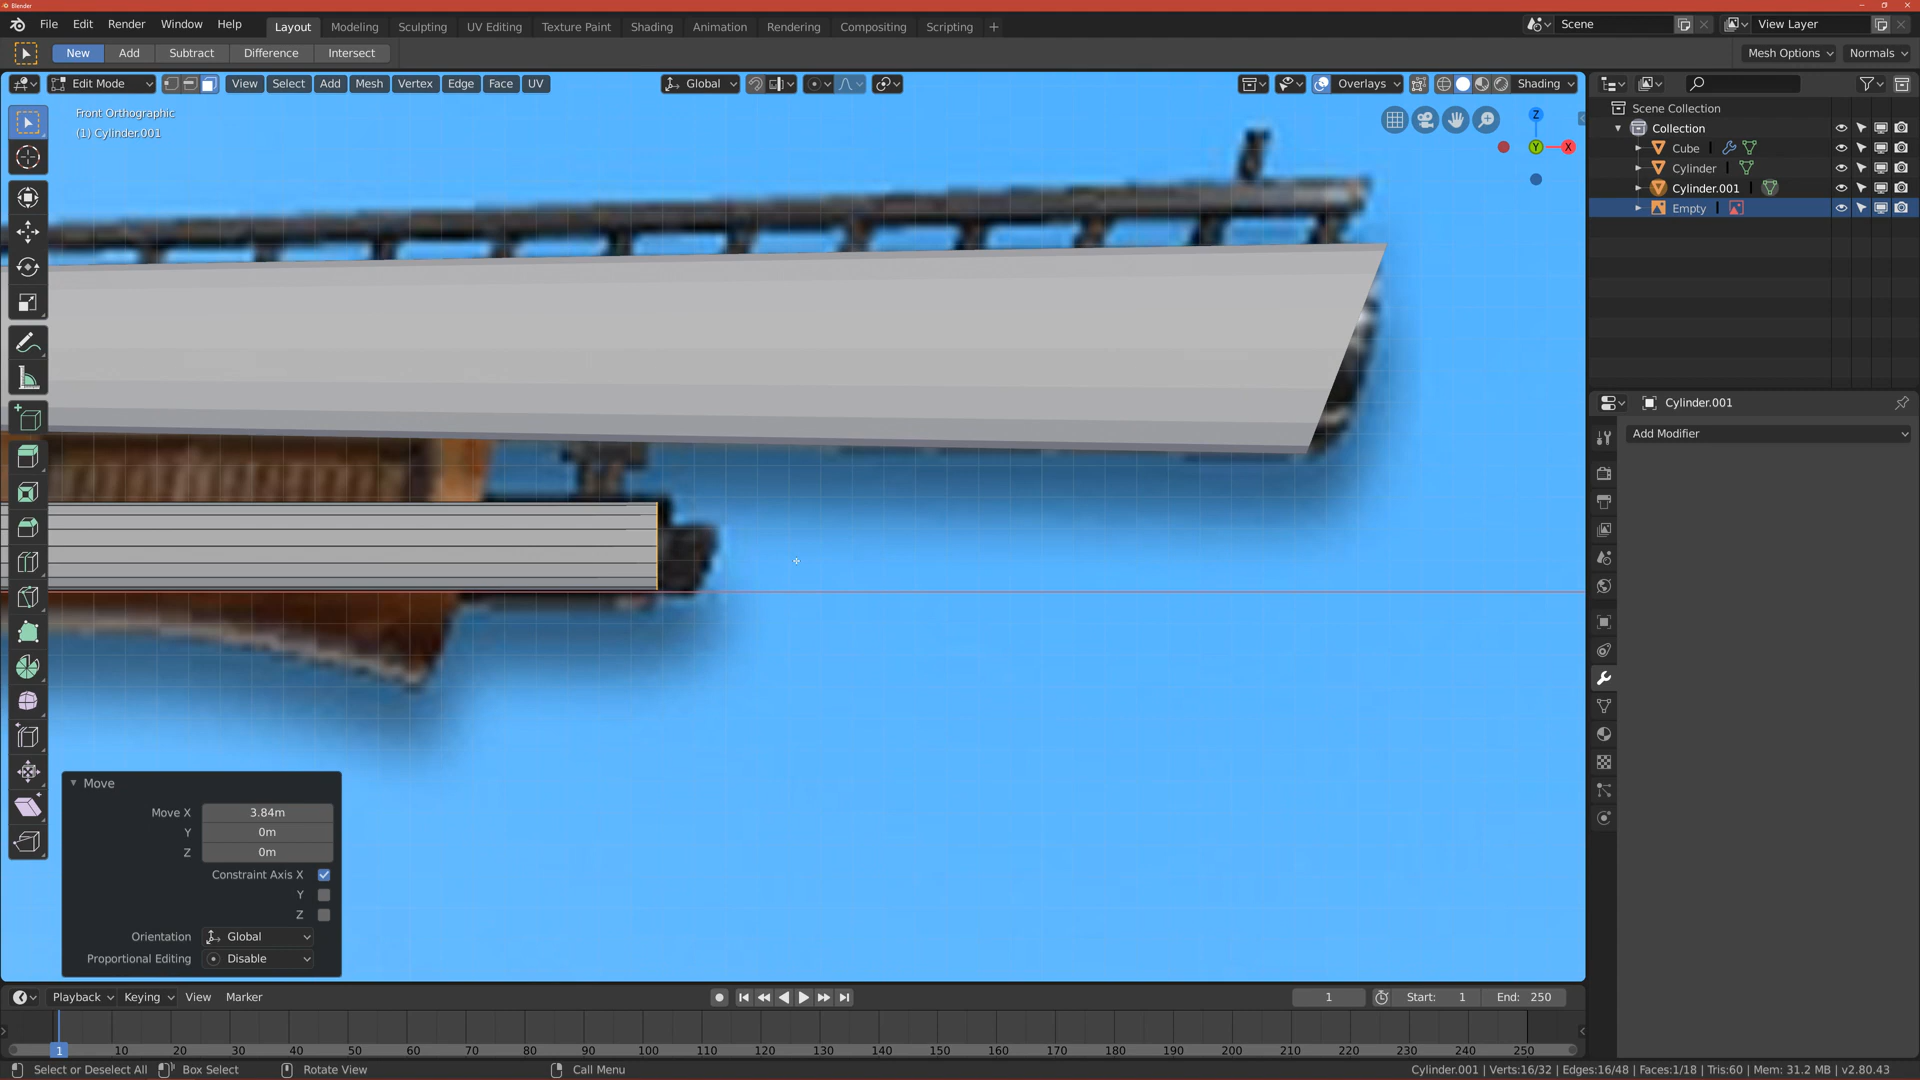 Blender
File Edit Render Window Help
Layout Modeling Sculpting UV Editing Texture Paint Shading Animation Rendering Compositing Scripting +
Scene
View Layer
New Add Subtract Difference Intersect
Mesh Options Normals
Edit Mode View Select Add Mesh Vertex Edge Face UV
Global
Overlays
Shading
Front Orthographic
(1) Cylinder.001
Z
Y
X
Scene Collection
Collection
Cube
Cylinder
Cylinder.001
Empty
Cylinder.001
Add Modifier
Move
Move X 3.84m
Y 0m
Z 0m
Constraint Axis X
Y
Z
Orientation Global
Proportional Editing Disable
Playback Keying View Marker
1
Start: 1
End: 250
1 10 20 30 40 50 60 70 80 90 100 110 120 130 140 150 160 170 180 190 200 210 220 230 240 250
Select or Deselect All Box Select Rotate View Call Menu
Cylinder.001 | Verts:16/32 | Edges:16/48 | Faces:1/18 | Tris:60 | Mem: 31.2 MB | v2.80.43